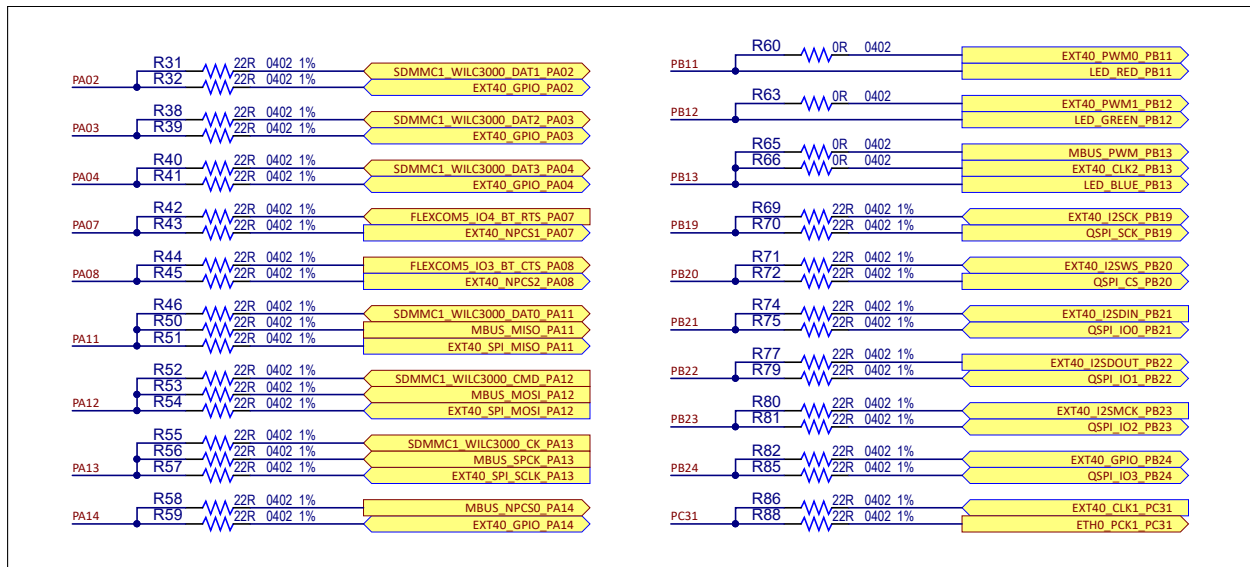 R31 22R 0402 1% SDMMC1_WILC3000_DAT1_PA02
PA02 R32 22R 0402 1% EXT40_GPIO_PA02
R38 22R 0402 1% SDMMC1_WILC3000_DAT2_PA03
PA03 R39 22R 0402 1% EXT40_GPIO_PA03
R40 22R 0402 1% SDMMC1_WILC3000_DAT3_PA04
PA04 R41 22R 0402 1% EXT40_GPIO_PA04
R42 22R 0402 1% FLEXCOM5_IO4_BT_RTS_PA07
PA07 R43 22R 0402 1% EXT40_NPCS1_PA07
R44 22R 0402 1% FLEXCOM5_IO3_BT_CTS_PA08
PA08 R45 22R 0402 1% EXT40_NPCS2_PA08
R46 22R 0402 1% SDMMC1_WILC3000_DAT0_PA11
R50 22R 0402 1% MBUS_MISO_PA11
PA11 R51 22R 0402 1% EXT40_SPI_MISO_PA11
R52 22R 0402 1% SDMMC1_WILC3000_CMD_PA12
R53 22R 0402 1% MBUS_MOSI_PA12
PA12 R54 22R 0402 1% EXT40_SPI_MOSI_PA12
R55 22R 0402 1% SDMMC1_WILC3000_CK_PA13
R56 22R 0402 1% MBUS_SPCK_PA13
PA13 R57 22R 0402 1% EXT40_SPI_SCLK_PA13
R58 22R 0402 1% MBUS_NPCS0_PA14
PA14 R59 22R 0402 1% EXT40_GPIO_PA14
R60 0R 0402 EXT40_PWM0_PB11
PB11 LED_RED_PB11
R63 0R 0402 EXT40_PWM1_PB12
PB12 LED_GREEN_PB12
R65 0R 0402 MBUS_PWM_PB13
R66 0R 0402 EXT40_CLK2_PB13
PB13 LED_BLUE_PB13
R69 22R 0402 1% EXT40_I2SCK_PB19
PB19 R70 22R 0402 1% QSPI_SCK_PB19
R71 22R 0402 1% EXT40_I2SWS_PB20
PB20 R72 22R 0402 1% QSPI_CS_PB20
R74 22R 0402 1% EXT40_I2SDIN_PB21
PB21 R75 22R 0402 1% QSPI_IO0_PB21
R77 22R 0402 1% EXT40_I2SDOUT_PB22
PB22 R79 22R 0402 1% QSPI_IO1_PB22
R80 22R 0402 1% EXT40_I2SMCK_PB23
PB23 R81 22R 0402 1% QSPI_IO2_PB23
R82 22R 0402 1% EXT40_GPIO_PB24
PB24 R85 22R 0402 1% QSPI_IO3_PB24
R86 22R 0402 1% EXT40_CLK1_PC31
PC31 R88 22R 0402 1% ETH0_PCK1_PC31